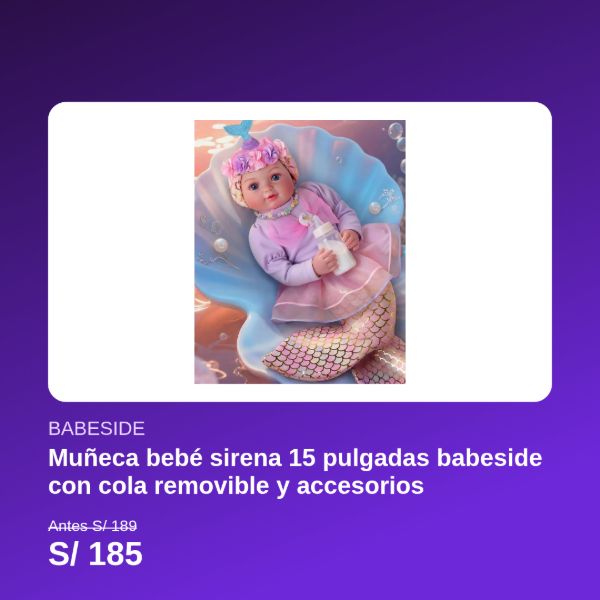 BABESIDE
Muñeca bebé sirena 15 pulgadas babeside
con cola removible y accesorios
Antes S/ 189
S/ 185